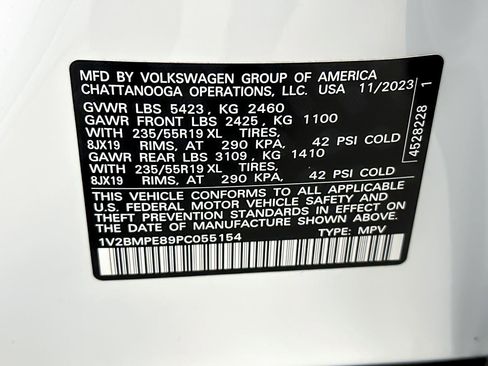 MFD BY VOLKSWAGEN GROUP OF AMERICA
CHATTANOOGA OPERATIONS, LLC. USA 11/2023
GVWR LBS 5423 , KG 2460
GAWR FRONT LBS 2425 , KG 1100
WITH 235/55R19 XL TIRES,
8JX19 RIMS, AT 290 KPA, 42 PSI COLD
GAWR REAR LBS 3109 , KG 1410
WITH 235/55R19 XL TIRES,
8JX19 RIMS, AT 290 KPA, 42 PSI COLD
THIS VEHICLE CONFORMS TO ALL APPLICABLE
U.S. FEDERAL MOTOR VEHICLE SAFETY AND
THEFT PREVENTION STANDARDS IN EFFECT ON
THE DATE OF MANUFACTURE SHOWN ABOVE.
1V2BMPE89PC055154 TYPE: MPV
4528228 1